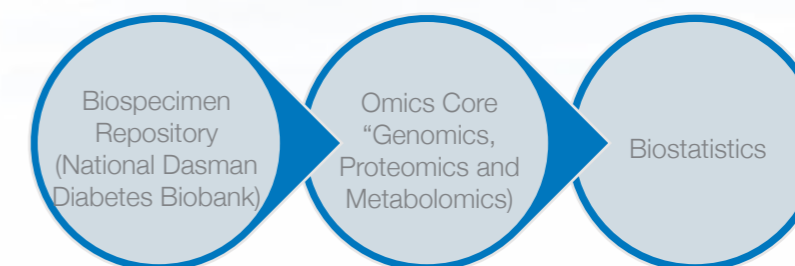 Biospecimen
Repository
(National Dasman
Diabetes Biobank)
Omics Core
“Genomics,
Proteomics and
Metabolomics)
Biostatistics